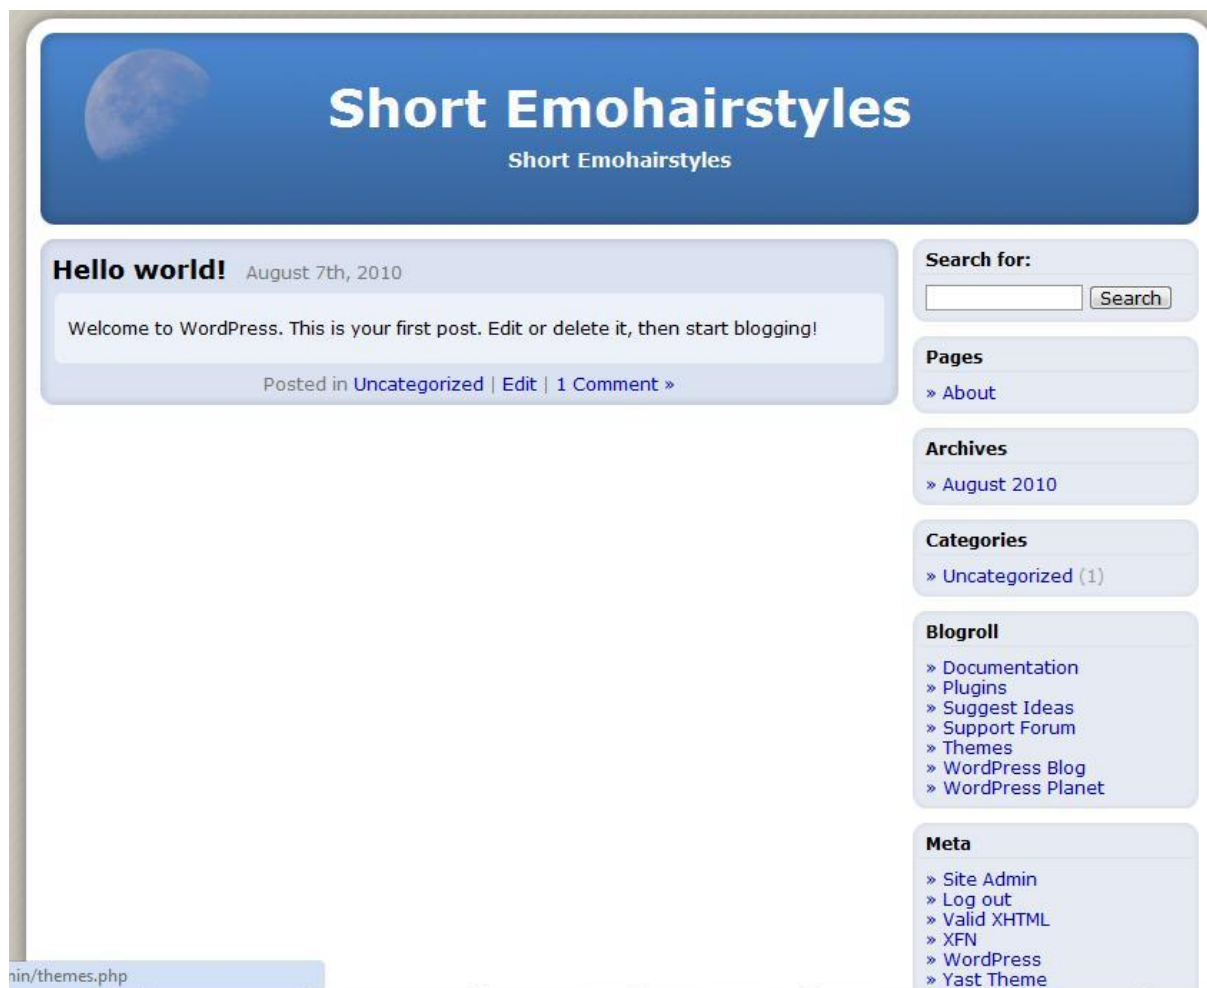 Short Emohairstyles
Short Emohairstyles
Hello world! August 7th, 2010
Welcome to WordPress. This is your first post. Edit or delete it, then start blogging!
Posted in Uncategorized | Edit | 1 Comment »
Search for:
Search
Pages
» About
Archives
» August 2010
Categories
» Uncategorized (1)
Blogroll
» Documentation
» Plugins
» Suggest Ideas
» Support Forum
» Themes
» WordPress Blog
» WordPress Planet
Meta
» Site Admin
» Log out
» Valid XHTML
» XFN
» WordPress
» Yast Theme
in/themes.php